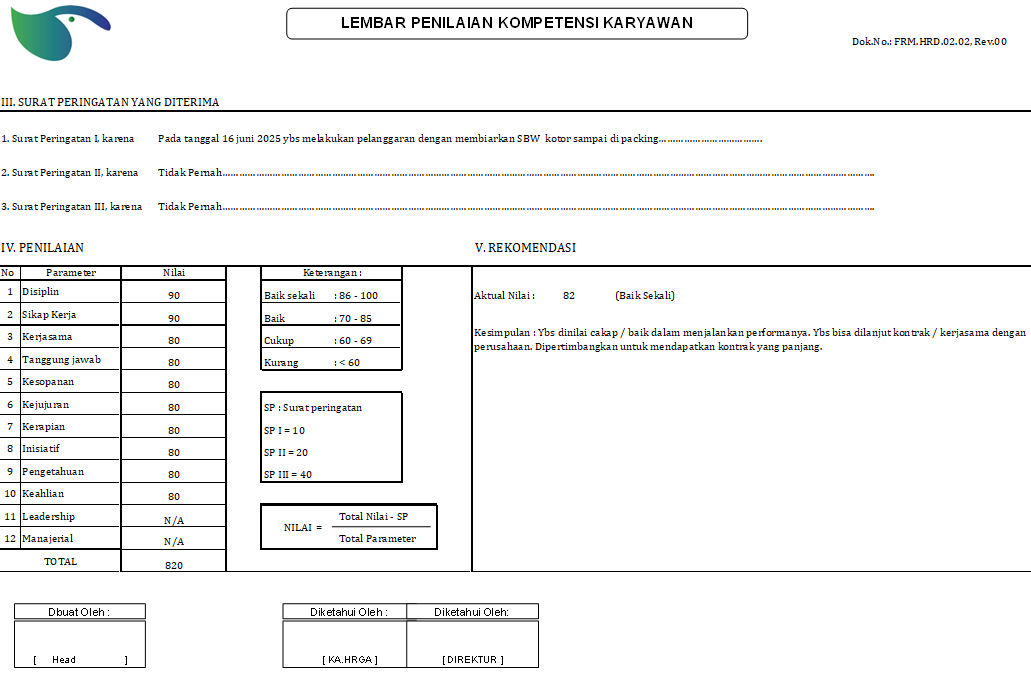 LEMBAR PENILAIAN KOMPETENSI KARYAWAN
Dok.No.: FRM.HRD.02.02, Rev.00
III. SURAT PERINGATAN YANG DITERIMA
1. Surat Peringatan I, karena Pada tanggal 16 juni 2025 ybs melakukan pelanggaran dengan membiarkan SBW kotor sampai di packing.......................................
2. Surat Peringatan II, karena Tidak Pernah.......................................
3. Surat Peringatan III, karena Tidak Pernah.......................................
IV. PENILAIAN
No Parameter Nilai
1 Disiplin 90
2 Sikap Kerja 90
3 Kerjasama 80
4 Tanggung jawab 80
5 Kesopanan 80
6 Kejujuran 80
7 Kerapian 80
8 Inisiatif 80
9 Pengetahuan 80
10 Keahlian 80
11 Leadership N/A
12 Manajerial N/A
TOTAL 820
Keterangan :
Baik sekali : 86 - 100
Baik : 70 - 85
Cukup : 60 - 69
Kurang : < 60
SP : Surat peringatan
SP I = 10
SP II = 20
SP III = 40
NILAI =
Total Nilai - SP
Total Parameter
V. REKOMENDASI
Aktual Nilai : 82 (Baik Sekali)
Kesimpulan : Ybs dinilai cakap / baik dalam menjalankan performanya. Ybs bisa dilanjut kontrak / kerjasama dengan
perusahaan. Dipertimbangkan untuk mendapatkan kontrak yang panjang.
Dbuat Oleh :
[ Head ]
Diketahui Oleh : Diketahui Oleh:
[ KA.HRGA ] [ DIREKTUR ]